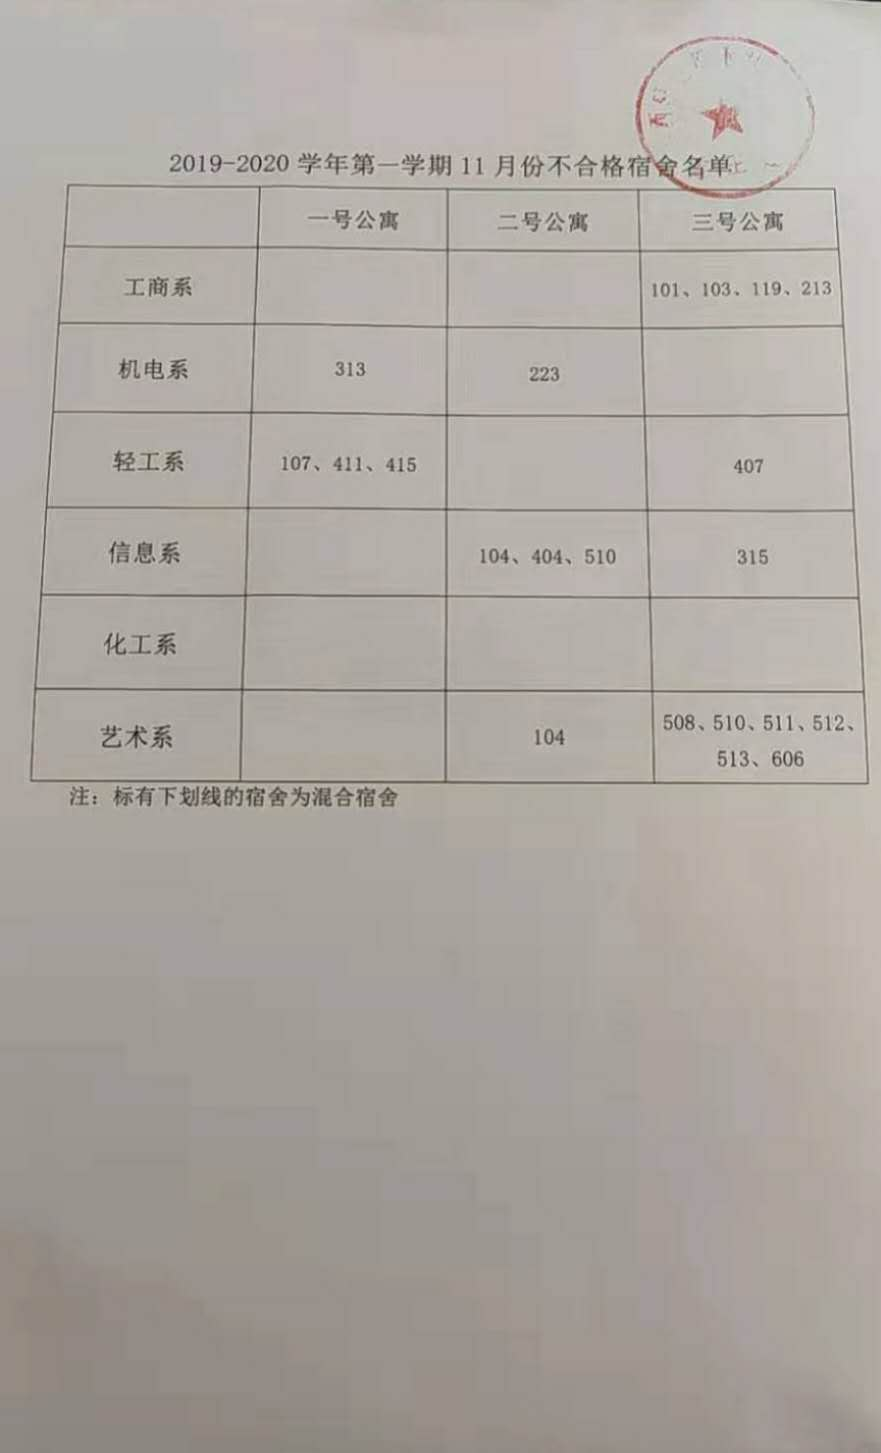 2019-2020 学年第一学期 11 月份不合格宿舍名单
一号公寓 二号公寓 三号公寓
工商系 101、103、119、213
机电系 313 223
轻工系 107、411、415 407
信息系 104、404、510 315
化工系
艺术系 104 508、510、511、512、
513、606
注：标有下划线的宿舍为混合宿舍